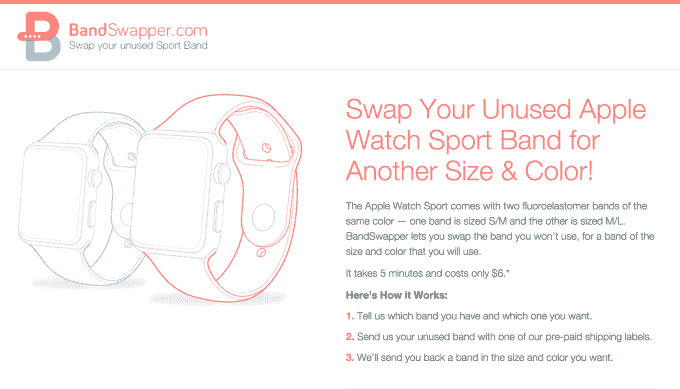 BandSwapper.com
Swap your unused Sport Band
Swap Your Unused Apple
Watch Sport Band for
Another Size & Color!
The Apple Watch Sport comes with two fluoroelastomer bands of the
same color — one band is sized S/M and the other is sized M/L.
BandSwapper lets you swap the band you won't use, for a band of the
size and color that you will use.
It takes 5 minutes and costs only $6.*
Here's How it Works:
1. Tell us which band you have and which one you want.
2. Send us your unused band with one of our pre-paid shipping labels.
3. We'll send you back a band in the size and color you want.